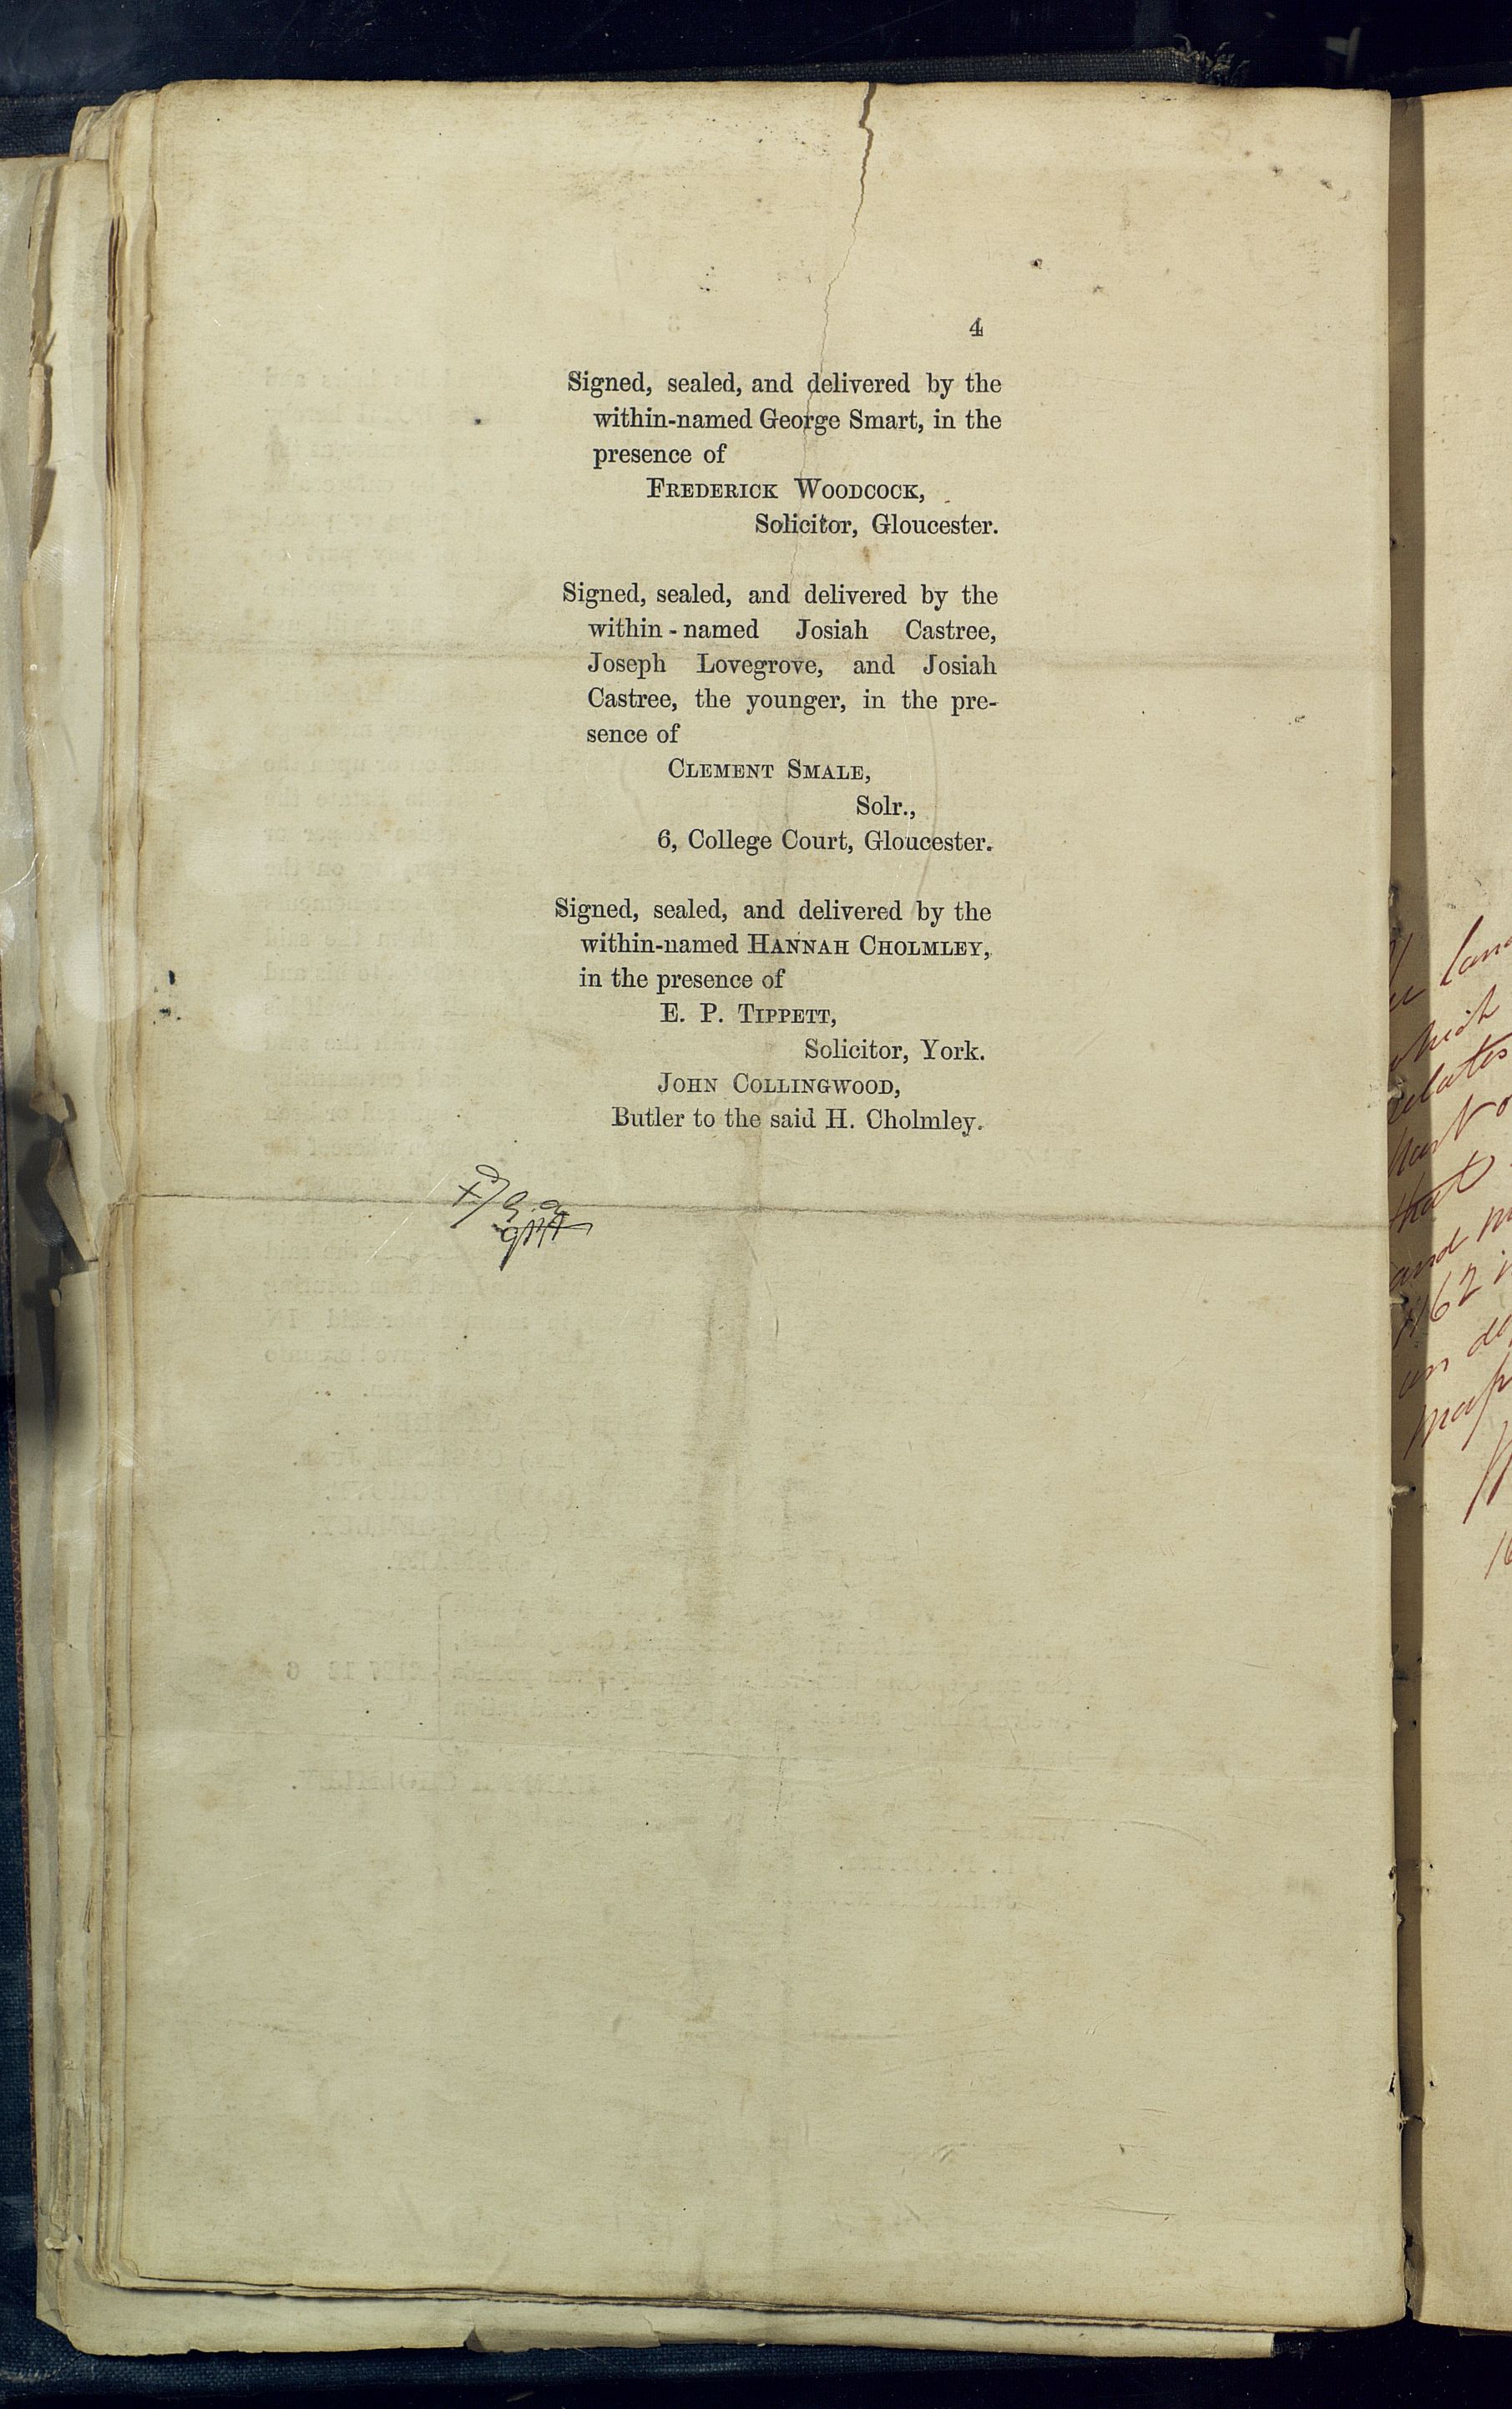 4
Signed, sealed, and delivered by the
within-named George Smart, in the
presence of
FREDERICK WOODCOCK,
Solicitor, Gloucester.
Signed, sealed, and delivered by the
within-named Josiah Castree,
Joseph Lovegrove, and Josiah
Castree, the younger, in the pre-
sence of
CLEMENT SMALE,
Solr.,
6, College Court, Gloucester.
Signed, sealed, and delivered by the
within-named HANNAH CHOLMLEY,
in the presence of
E. P. TIPPETT,
Solicitor, York.
JOHN COLLINGWOOD,
Butler to the said H. Cholmley.
which
that
and